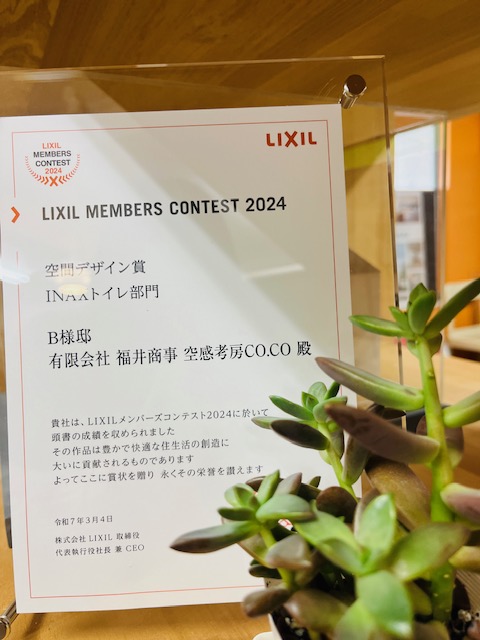 LIXIL
MEMBERS
CONTEST
2024
LIXIL
LIXIL MEMBERS CONTEST 2024
空間デザイン賞
INAXトイレ部門
B様邸
有限会社 福井商事 空感考房CO.CO 殿
貴社は、LIXILメンバーズコンテスト2024に於いて
頭書の成績を収められました
その作品は豊かで快適な住生活の創造に
大いに貢献されるものであります
よってここに賞状を贈り 永くその栄誉を讃えます
令和7年3月4日
株式会社 LIXIL 取締役
代表執行役社長 兼 CEO